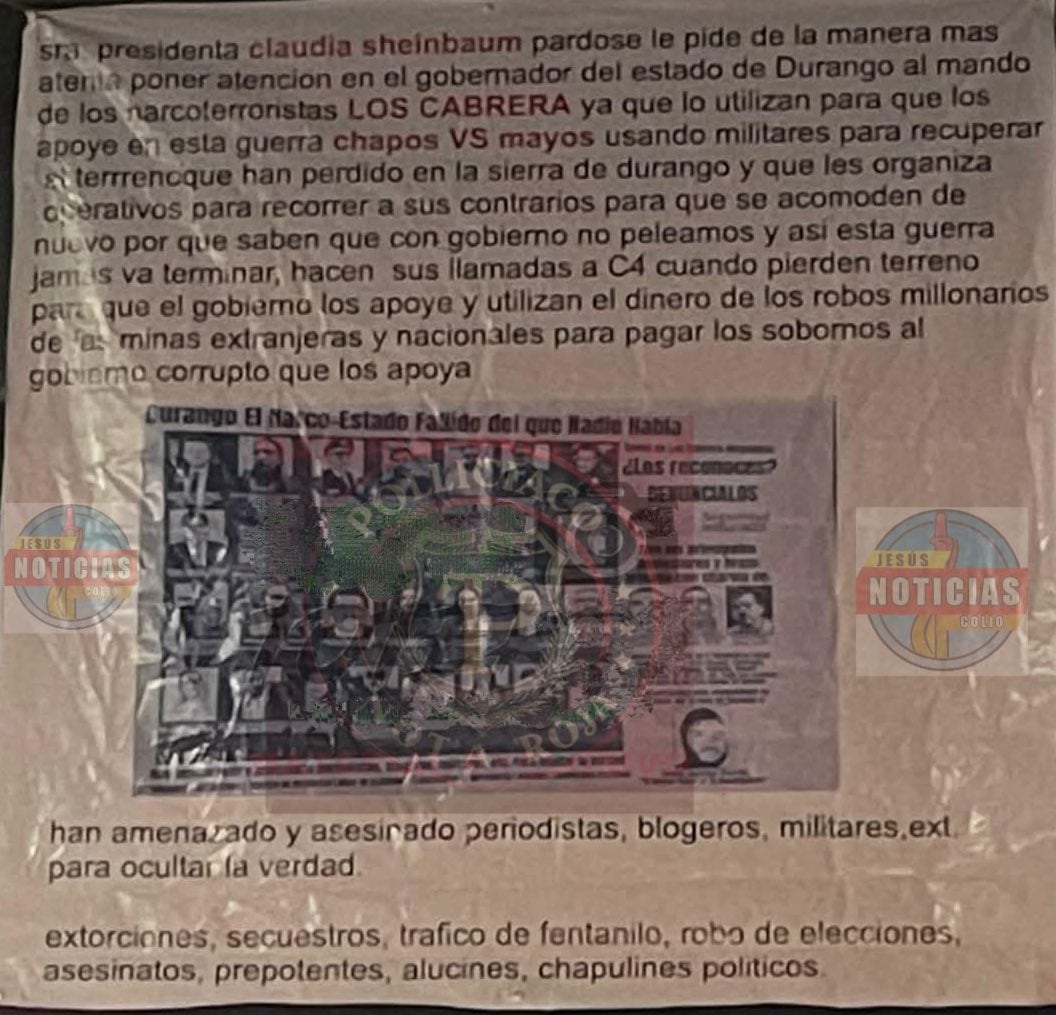 sra. presidenta claudia sheinbaum pardose le pide de la manera mas
atenta poner atencion en el gobernador del estado de Durango al mando
de los narcoterroristas LOS CABRERA ya que lo utilizan para que los
apoye en esta guerra chapos VS mayos usando militares para recuperar
el terrrencque han perdido en la sierra de durango y que les organiza
operativos para recorrer a sus contrarios para que se acomoden de
nuevo por que saben que con gobierno no peleamos y asi esta guerra
jamas va terminar, hacen sus llamadas a C4 cuando pierden terreno
para que el gobierno los apoye y utilizan el dinero de los robos millonarios
de las minas extranjeras y nacionales para pagar los sobornos al
gobierno corrupto que los apoya
Durango El Narco-Estado Fallido del que Nadie Habla
¿Los reconoces?
DENUNCIALOS
POLICIACO
NOTA ROJA
JESÚS
NOTICIAS
COLIO
JESÚS
NOTICIAS
COLIO
han amenazado y asesinado periodistas, blogeros, militares,ext.
para ocultar la verdad.
extorciones, secuestros, trafico de fentanilo, robo de elecciones,
asesinatos, prepotentes, alucines, chapulines politicos.